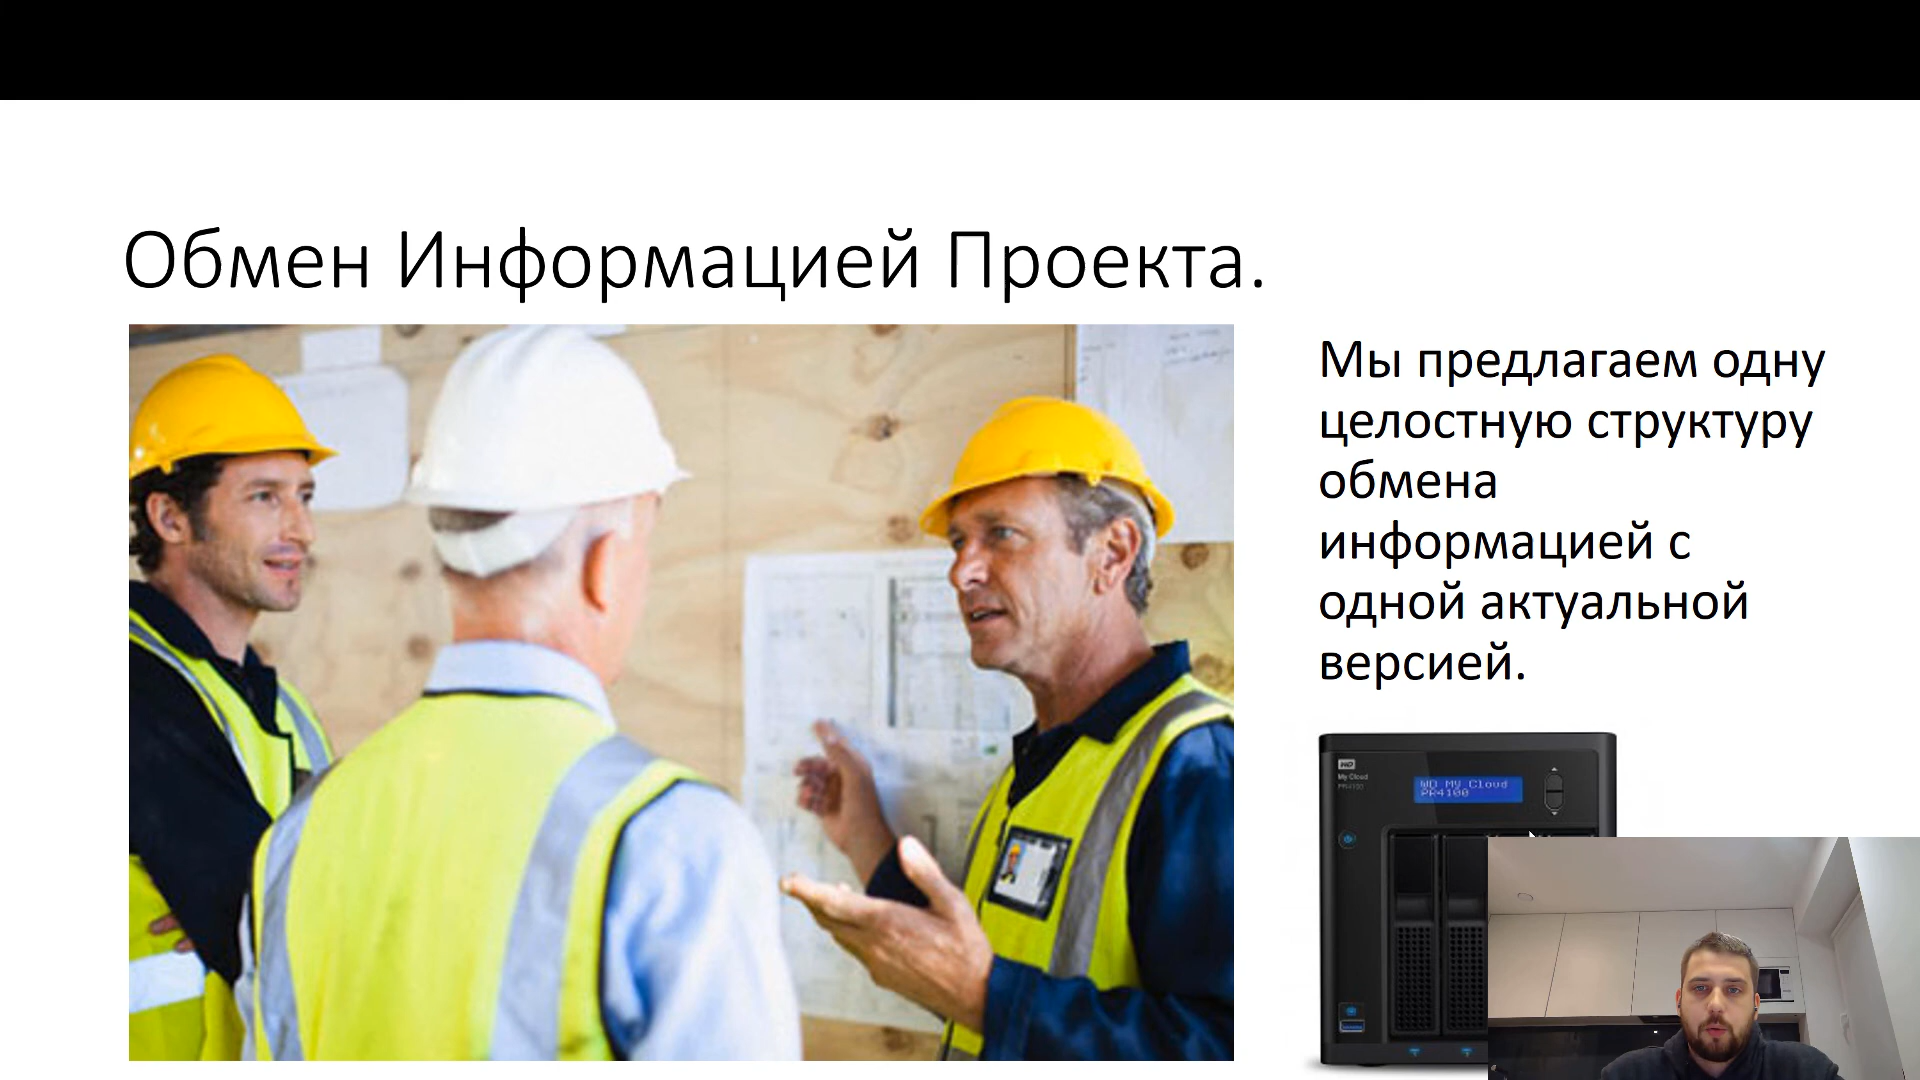 Обмен Информацией Проекта.
Мы предлагаем одну
целостную структуру
обмена
информацией с
одной актуальной
версией.
WD
My Cloud
PR4100
WD My Cloud
PR4100